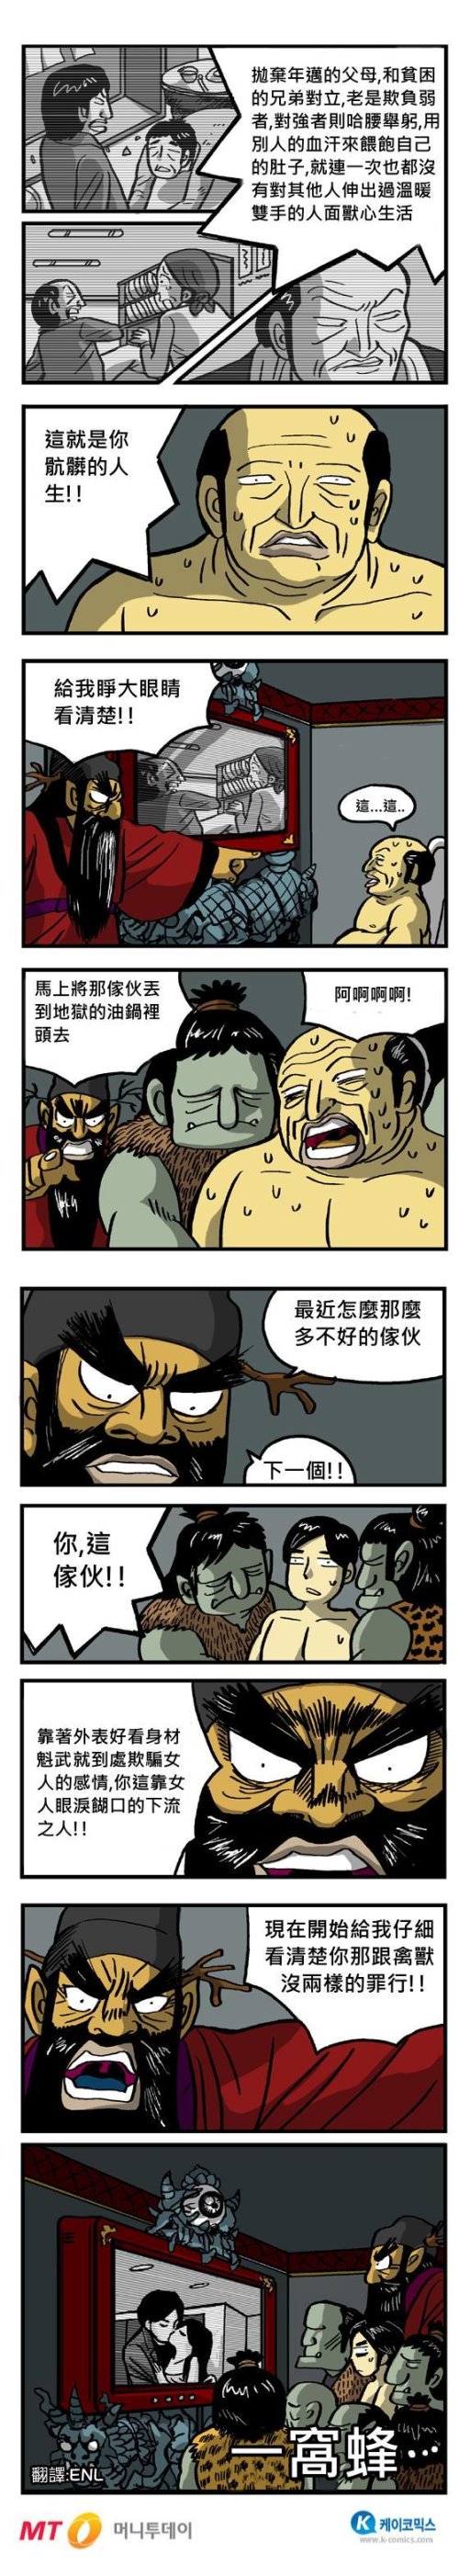 拋棄年邁的父母,和貧困
的兄弟對立,老是欺負弱
者,對強者則哈腰舉躬,用
別人的血汗來餵飽自己
的肚子,就連一次也都沒
有對其他人伸出過溫暖
雙手的人面獸心生活
這就是你
骯髒的人
生!!
給我睜大眼睛
看清楚!!
這...這..
馬上將那傢伙丟
到地獄的油鍋裡
頭去
阿啊啊啊!
最近怎麼那麼
多不好的傢伙
下一個!!
你,這
傢伙!!
靠著外表好看身材
魁武就到處欺騙女
人的感情,你這靠女
人眼淚餬口的下流
之人!!
現在開始給我仔細
看清楚你那跟禽獸
沒兩樣的罪行!!
一窩蜂...
翻譯:ENL
MT 머니투데이
K 케이코믹스
www.k-comics.com